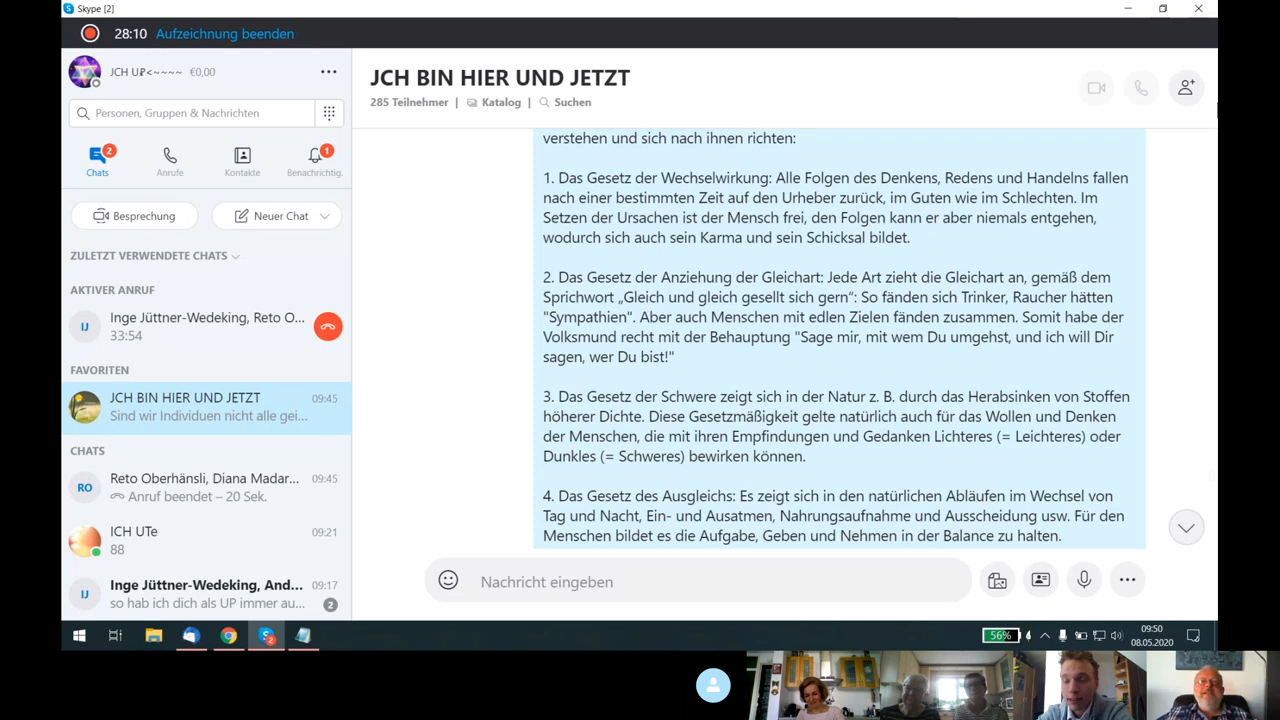 Skype [2]
28:10 Aufzeichnung beenden
€0,00
Personen, Gruppen & Nachrichten
2
1
Chats
Anrufe
Kontakte
Benachrichtig.
Besprechung
Neuer Chat
ZULETZT VERWENDETE CHATS
AKTIVER ANRUF
IJ
Inge Jüttner-Wedeking, Reto O...
33:54
FAVORITEN
JCH BIN HIER UND JETZT 09:45
Sind wir Individuen nicht alle gei...
CHATS
RO
Reto Oberhänsli, Diana Madar... 09:45
Anruf beendet – 20 Sek.
ICH UTe 09:21
88
IJ
Inge Jüttner-Wedeking, And... 09:17
so hab ich dich als UP immer au... 2
JCH BIN HIER UND JETZT
285 Teilnehmer | Katalog | Suchen
verstehen und sich nach ihnen richten:
1. Das Gesetz der Wechselwirkung: Alle Folgen des Denkens, Redens und Handelns fallen
nach einer bestimmten Zeit auf den Urheber zurück, im Guten wie im Schlechten. Im
Setzen der Ursachen ist der Mensch frei, den Folgen kann er aber niemals entgehen,
wodurch sich auch sein Karma und sein Schicksal bildet.
2. Das Gesetz der Anziehung der Gleichart: Jede Art zieht die Gleichart an, gemäß dem
Sprichwort „Gleich und gleich gesellt sich gern“: So fänden sich Trinker, Raucher hätten
"Sympathien". Aber auch Menschen mit edlen Zielen fänden zusammen. Somit habe der
Volksmund recht mit der Behauptung "Sage mir, mit wem Du umgehst, und ich will Dir
sagen, wer Du bist!"
3. Das Gesetz der Schwere zeigt sich in der Natur z. B. durch das Herabsinken von Stoffen
höherer Dichte. Diese Gesetzmäßigkeit gelte natürlich auch für das Wollen und Denken
der Menschen, die mit ihren Empfindungen und Gedanken Lichteres (= Leichteres) oder
Dunkles (= Schweres) bewirken können.
4. Das Gesetz des Ausgleichs: Es zeigt sich in den natürlichen Abläufen im Wechsel von
Tag und Nacht, Ein- und Ausatmen, Nahrungsaufnahme und Ausscheidung usw. Für den
Menschen bildet es die Aufgabe, Geben und Nehmen in der Balance zu halten.
Nachricht eingeben
2
56%
09:50
08.05.2020